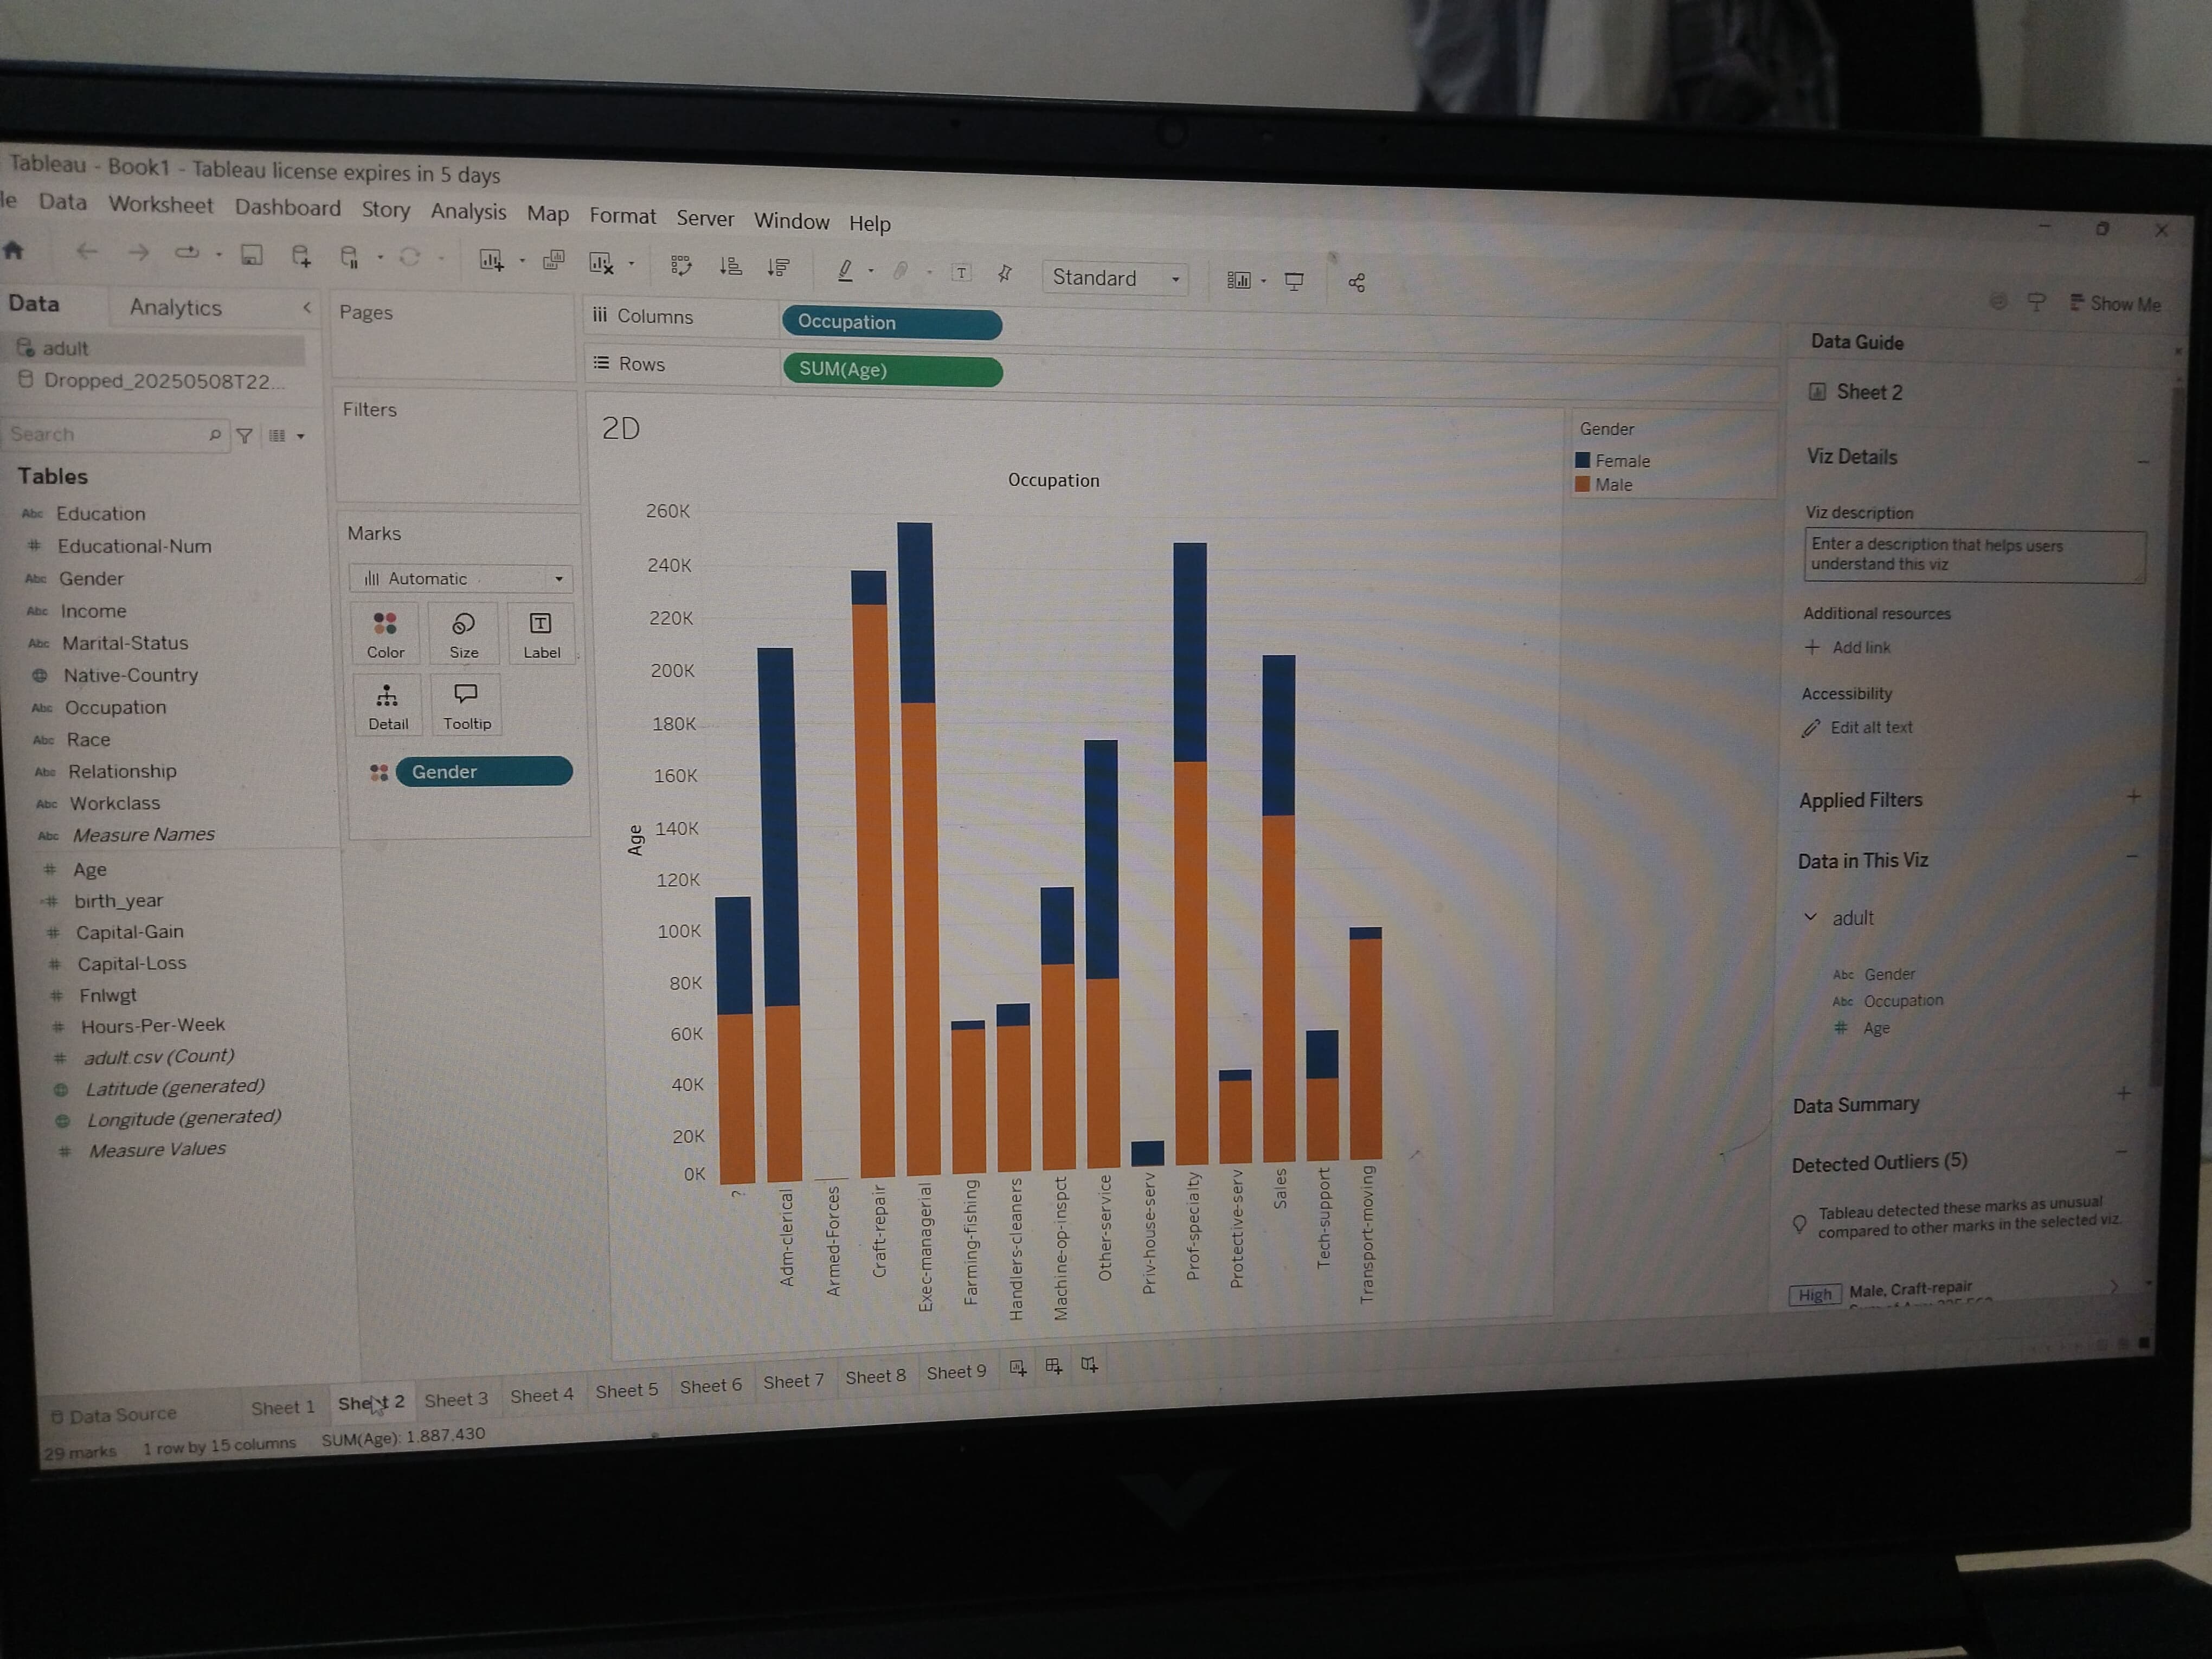 Tableau - Book1 - Tableau license expires in 5 days
le Data Worksheet Dashboard Story Analysis Map Format Server Window Help
Standard
Show Me
Data Analytics
adult
Dropped_20250508T22...
Search
Tables
Abc Education
# Educational-Num
Abc Gender
Abc Income
Abc Marital-Status
Native-Country
Abc Occupation
Abc Race
Abc Relationship
Abc Workclass
Abc Measure Names
# Age
# birth_year
# Capital-Gain
# Capital-Loss
# Fnlwgt
# Hours-Per-Week
# adult.csv (Count)
Latitude (generated)
Longitude (generated)
# Measure Values
Pages
Filters
Marks
Automatic
Color Size Label
Detail Tooltip
Gender
Columns Occupation
Rows SUM(Age)
2D
Occupation
Age
260K
240K
220K
200K
180K
160K
140K
120K
100K
80K
60K
40K
20K
0K
?
Adm-clerical
Armed-Forces
Craft-repair
Exec-managerial
Farming-fishing
Handlers-cleaners
Machine-op-inspct
Other-service
Priv-house-serv
Prof-specialty
Protective-serv
Sales
Tech-support
Transport-moving
Gender
Female
Male
Data Guide
Sheet 2
Viz Details
Viz description
Enter a description that helps users
understand this viz
Additional resources
+ Add link
Accessibility
Edit alt text
Applied Filters
Data in This Viz
adult
Abc Gender
Abc Occupation
# Age
Data Summary
Detected Outliers (5)
Tableau detected these marks as unusual
compared to other marks in the selected viz.
High Male, Craft-repair
Data Source Sheet 1 Sheet 2 Sheet 3 Sheet 4 Sheet 5 Sheet 6 Sheet 7 Sheet 8 Sheet 9
29 marks 1 row by 15 columns SUM(Age): 1,887,430